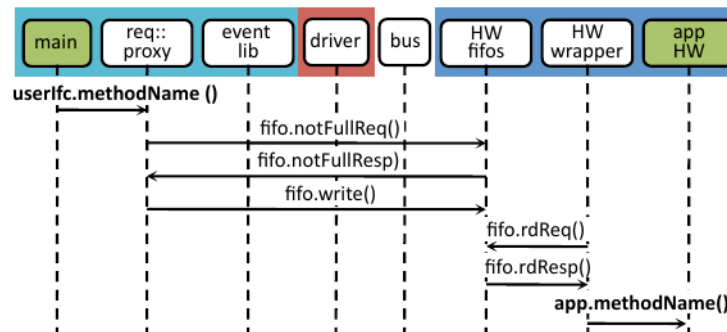 main
req::
proxy
event
lib
driver
bus
HW
fifos
HW
wrapper
app
HW
userIfc.methodName ()
fifo.notFullReq()
fifo.notFullResp)
fifo.write()
fifo.rdReq()
fifo.rdResp()
app.methodName()